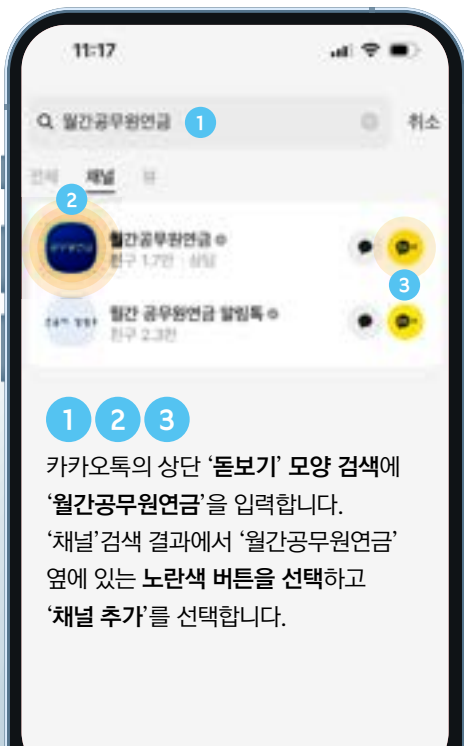 11:17
월간공무원연금 1 취소
전체 채널 뷰
2
월간공무원연금
친구 1.7만 상담
3
월간 공무원연금 알림톡
친구 2.3만
1 2 3
카카오톡의 상단 ‘돋보기’ 모양 검색에
‘월간공무원연금’을 입력합니다.
‘채널’검색 결과에서 ‘월간공무원연금’
옆에 있는 노란색 버튼을 선택하고
‘채널 추가’를 선택합니다.